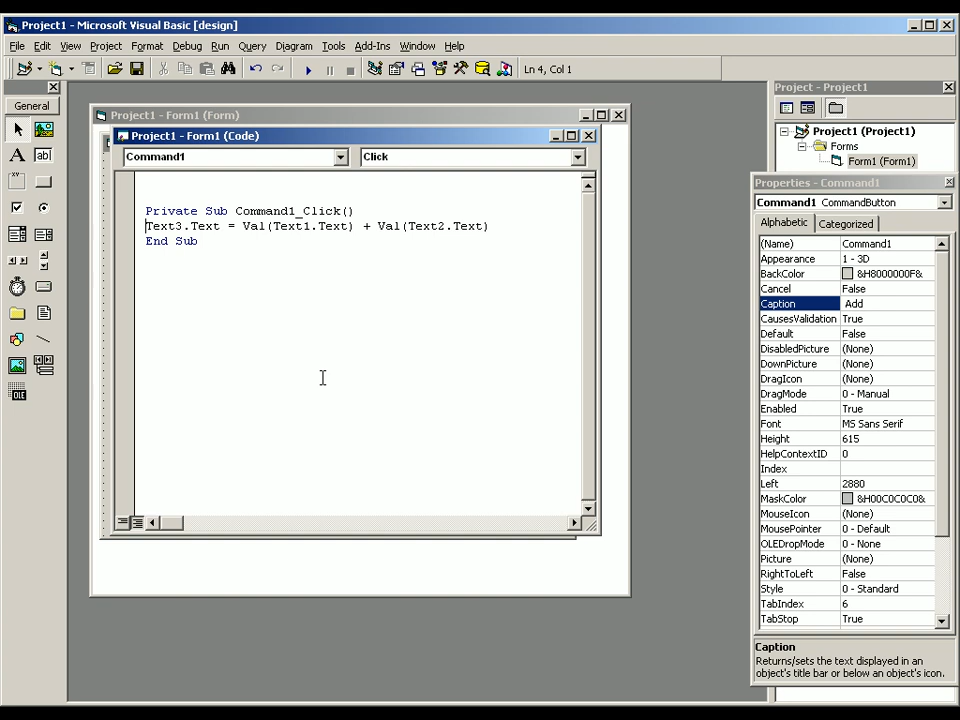 Project1 - Microsoft Visual Basic [design]
File Edit View Project Format Debug Run Query Diagram Tools Add-Ins Window Help
Ln 4, Col 1
General
A
ab|
xv
OLE
Project1 - Form1 (Form)
Project1 - Form1 (Code)
Command1
Click
Private Sub Command1_Click()
Text3.Text = Val(Text1.Text) + Val(Text2.Text)
End Sub
Project - Project1
Project1 (Project1)
Forms
Form1 (Form1)
Properties - Command1
Command1 CommandButton
Alphabetic Categorized
(Name) Command1
Appearance 1 - 3D
BackColor &H8000000F&
Cancel False
Caption Add
CausesValidation True
Default False
DisabledPicture (None)
DownPicture (None)
DragIcon (None)
DragMode 0 - Manual
Enabled True
Font MS Sans Serif
Height 615
HelpContextID 0
Index
Left 2880
MaskColor &H00C0C0C0&
MouseIcon (None)
MousePointer 0 - Default
OLEDropMode 0 - None
Picture (None)
RightToLeft False
Style 0 - Standard
TabIndex 6
TabStop True
Caption
Returns/sets the text displayed in an
object's title bar or below an object's icon.